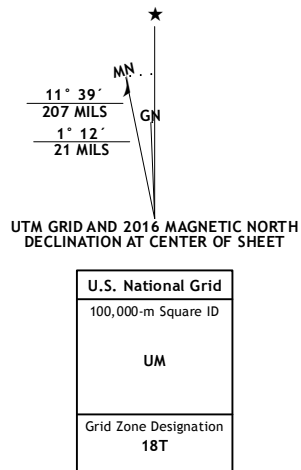 ★
MN
GN
11° 39´
207 MILS
1° 12´
21 MILS
UTM GRID AND 2016 MAGNETIC NORTH
DECLINATION AT CENTER OF SHEET
U.S. National Grid
100,000-m Square ID
UM
Grid Zone Designation
18T